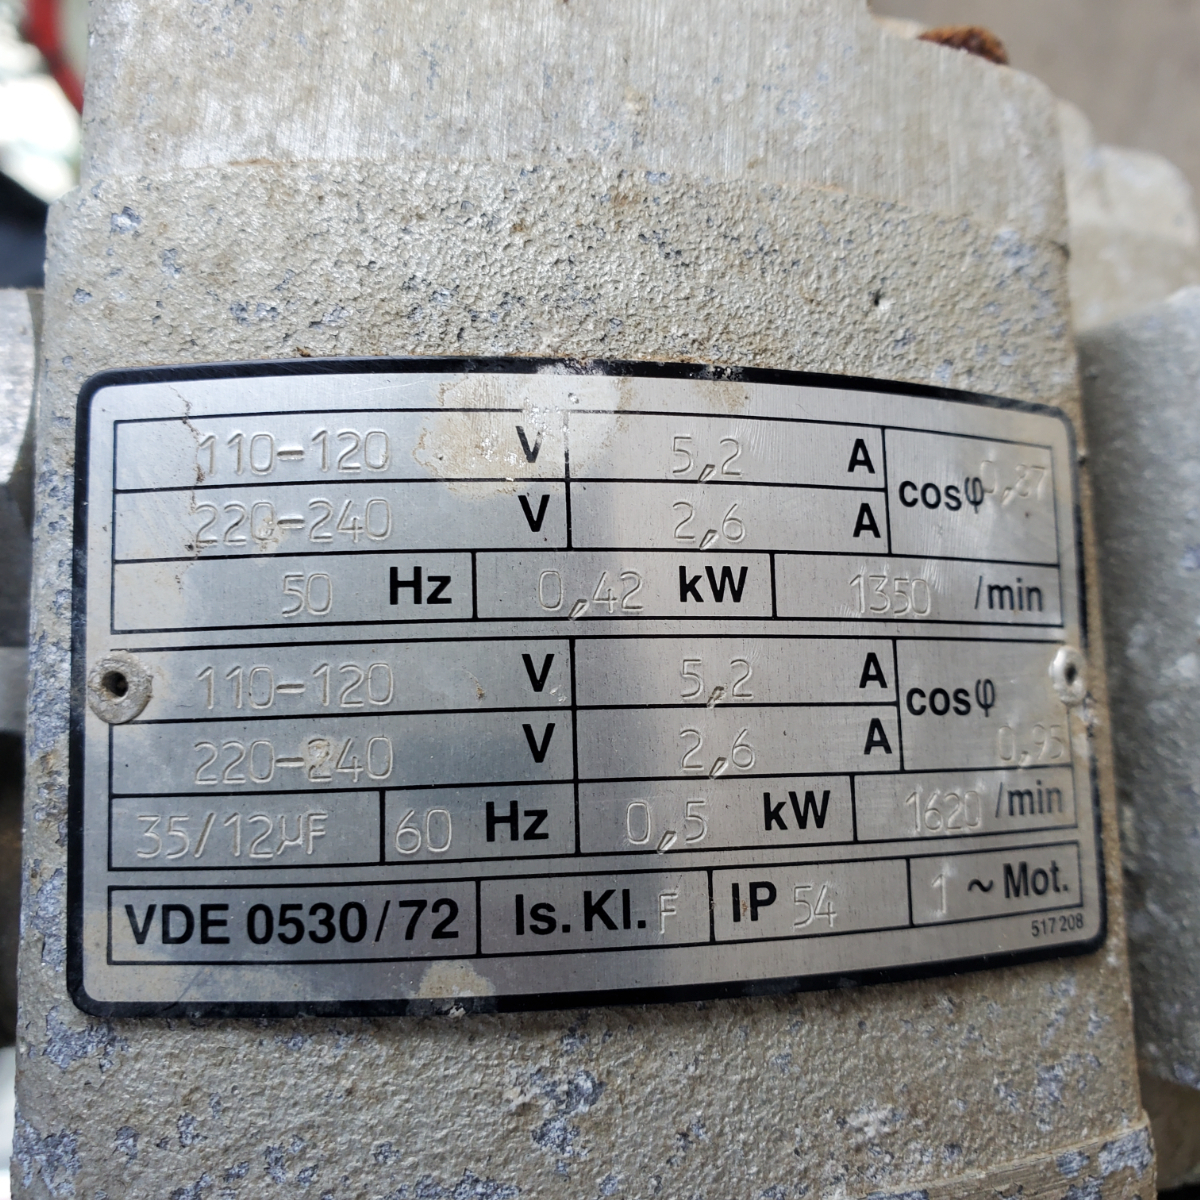 110-120 V 5,2 A
220-240 V 2,6 A cosφ 0,87
50 Hz 0,42 kW 1350 /min
110-120 V 5,2 A
220-240 V 2,6 A cosφ 0,95
35/12µF 60 Hz 0,5 kW 1620 /min
VDE 0530/72 Is. Kl. F IP 54 1 ~ Mot.
517 208